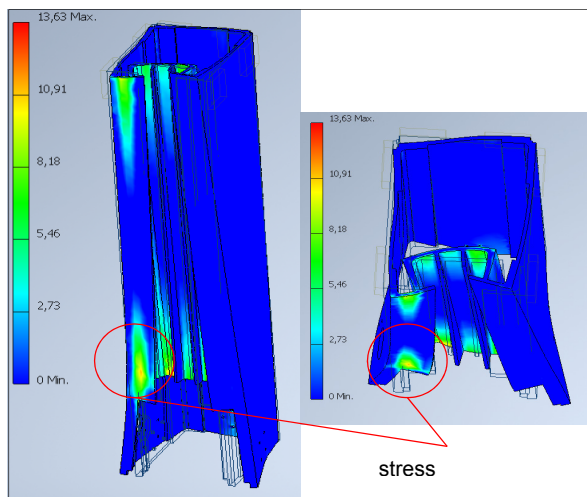 13,63 Max.
10,91
8,18
5,46
2,73
0 Min.
13,63 Max.
10,91
8,18
5,46
2,73
0 Min.
stress